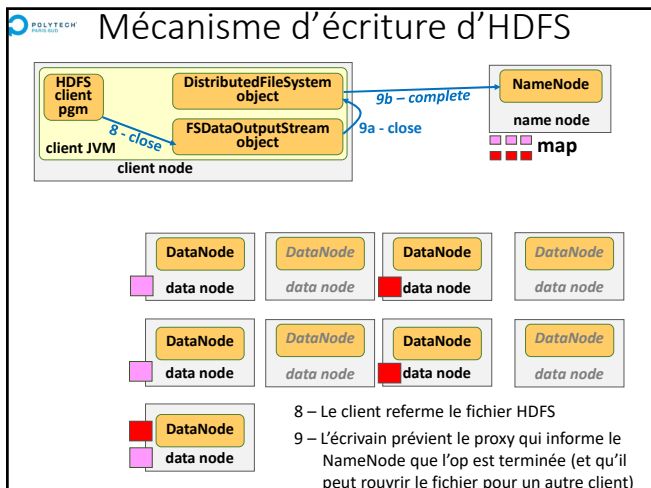 POLYTECH
PARIS-SUD
Mécanisme d'écriture d'HDFS
HDFS
client
pgm
DistributedFileSystem
object
FSDataOutputStream
object
8 - close
9a - close
9b – complete
client JVM
client node
NameNode
name node
map
DataNode
data node
DataNode
data node
DataNode
data node
DataNode
data node
DataNode
data node
DataNode
data node
DataNode
data node
DataNode
data node
DataNode
data node
8 – Le client referme le fichier HDFS
9 – L'écrivain prévient le proxy qui informe le
NameNode que l'op est terminée (et qu'il
peut rouvrir le fichier pour un autre client)